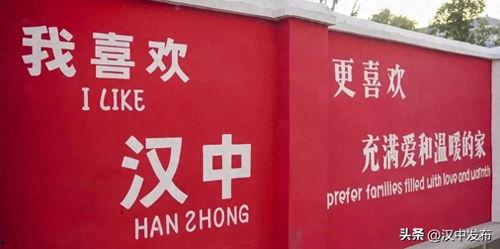 我喜欢
I LIKE
汉中
HAN ZHONG
更喜欢
充满爱和温暖的家
prefer families filled with love and warmth
头条 @汉中发布